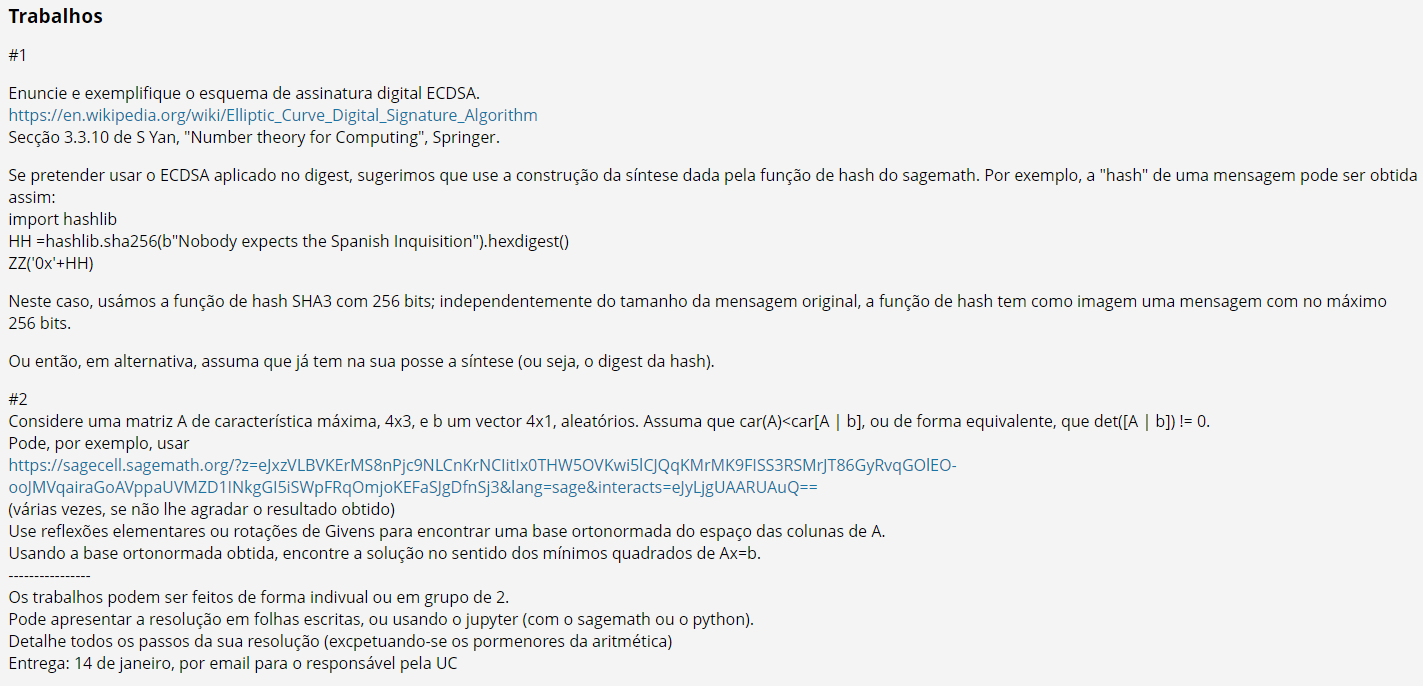 Trabalhos
#1
Enuncie e exemplifique o esquema de assinatura digital ECDSA.
https://en.wikipedia.org/wiki/Elliptic_Curve_Digital_Signature_Algorithm
Secção 3.3.10 de S Yan, "Number theory for Computing", Springer.
Se pretender usar o ECDSA aplicado no digest, sugerimos que use a construção da síntese dada pela função de hash do sagemath. Por exemplo, a "hash" de uma mensagem pode ser obtida
assim:
import hashlib
HH =hashlib.sha256(b"Nobody expects the Spanish Inquisition").hexdigest()
ZZ('0x'+HH)
Neste caso, usámos a função de hash SHA3 com 256 bits; independentemente do tamanho da mensagem original, a função de hash tem como imagem uma mensagem com no máximo
256 bits.
Ou então, em alternativa, assuma que já tem na sua posse a síntese (ou seja, o digest da hash).
#2
Considere uma matriz A de característica máxima, 4x3, e b um vector 4x1, aleatórios. Assuma que car(A)<car[A | b], ou de forma equivalente, que det([A | b]) != 0.
Pode, por exemplo, usar
https://sagecell.sagemath.org/?z=eJxzVLBVKErMS8nPjc9NLCnKrNCIitIx0THW5OVKwi5lCJQqKMrMK9FISS3RSMrJT86GyRvqGOlEO-
ooJMVqairaGoAVppaUVMZD1INkgGI5iSWpFRqOmjoKEFaSJgDfnSj3&lang=sage&interacts=eJyLjgUAARUAuQ==
(várias vezes, se não lhe agradar o resultado obtido)
Use reflexões elementares ou rotações de Givens para encontrar uma base ortonormada do espaço das colunas de A.
Usando a base ortonormada obtida, encontre a solução no sentido dos mínimos quadrados de Ax=b.
----------------
Os trabalhos podem ser feitos de forma indivual ou em grupo de 2.
Pode apresentar a resolução em folhas escritas, ou usando o jupyter (com o sagemath ou o python).
Detalhe todos os passos da sua resolução (excpetuando-se os pormenores da aritmética)
Entrega: 14 de janeiro, por email para o responsável pela UC